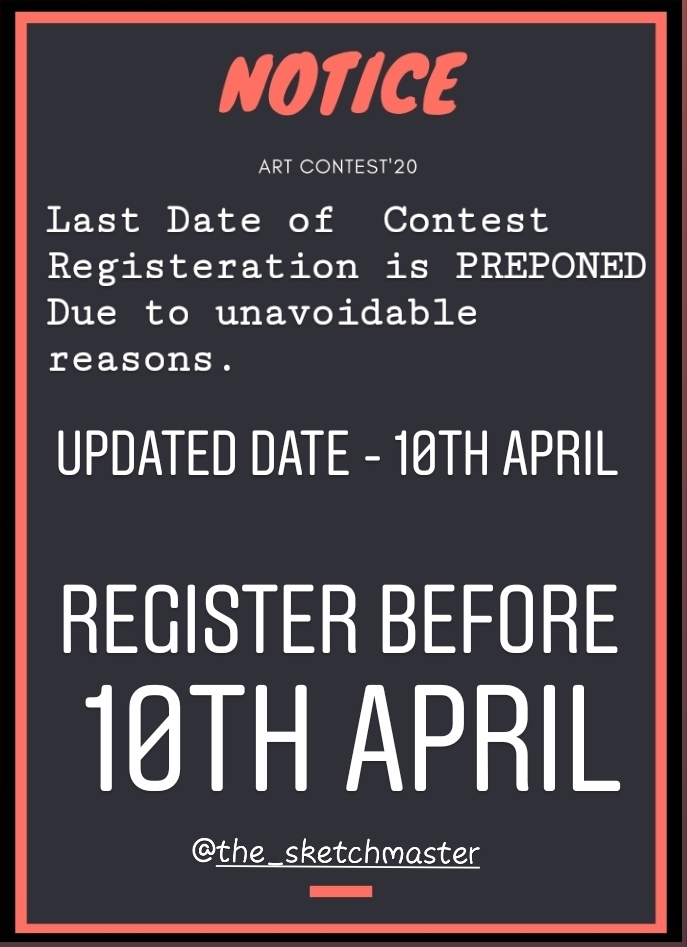 NOTICE
ART CONTEST'20
Last Date of Contest
Registeration is PREPONED
Due to unavoidable
reasons.
UPDATED DATE - 10TH APRIL
REGISTER BEFORE
10TH APRIL
@the_sketchmaster